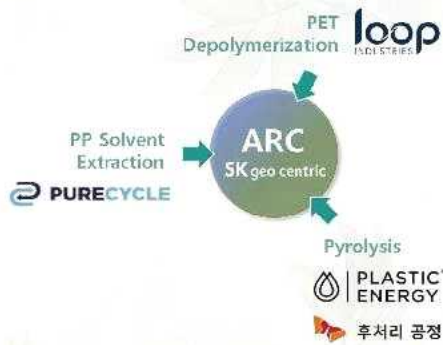 PET
Depolymerization
loop
INDUSTRIES
PP Solvent
Extraction
PURECYCLE
ARC
SK geo centric
Pyrolysis
PLASTIC
ENERGY
후처리 공정